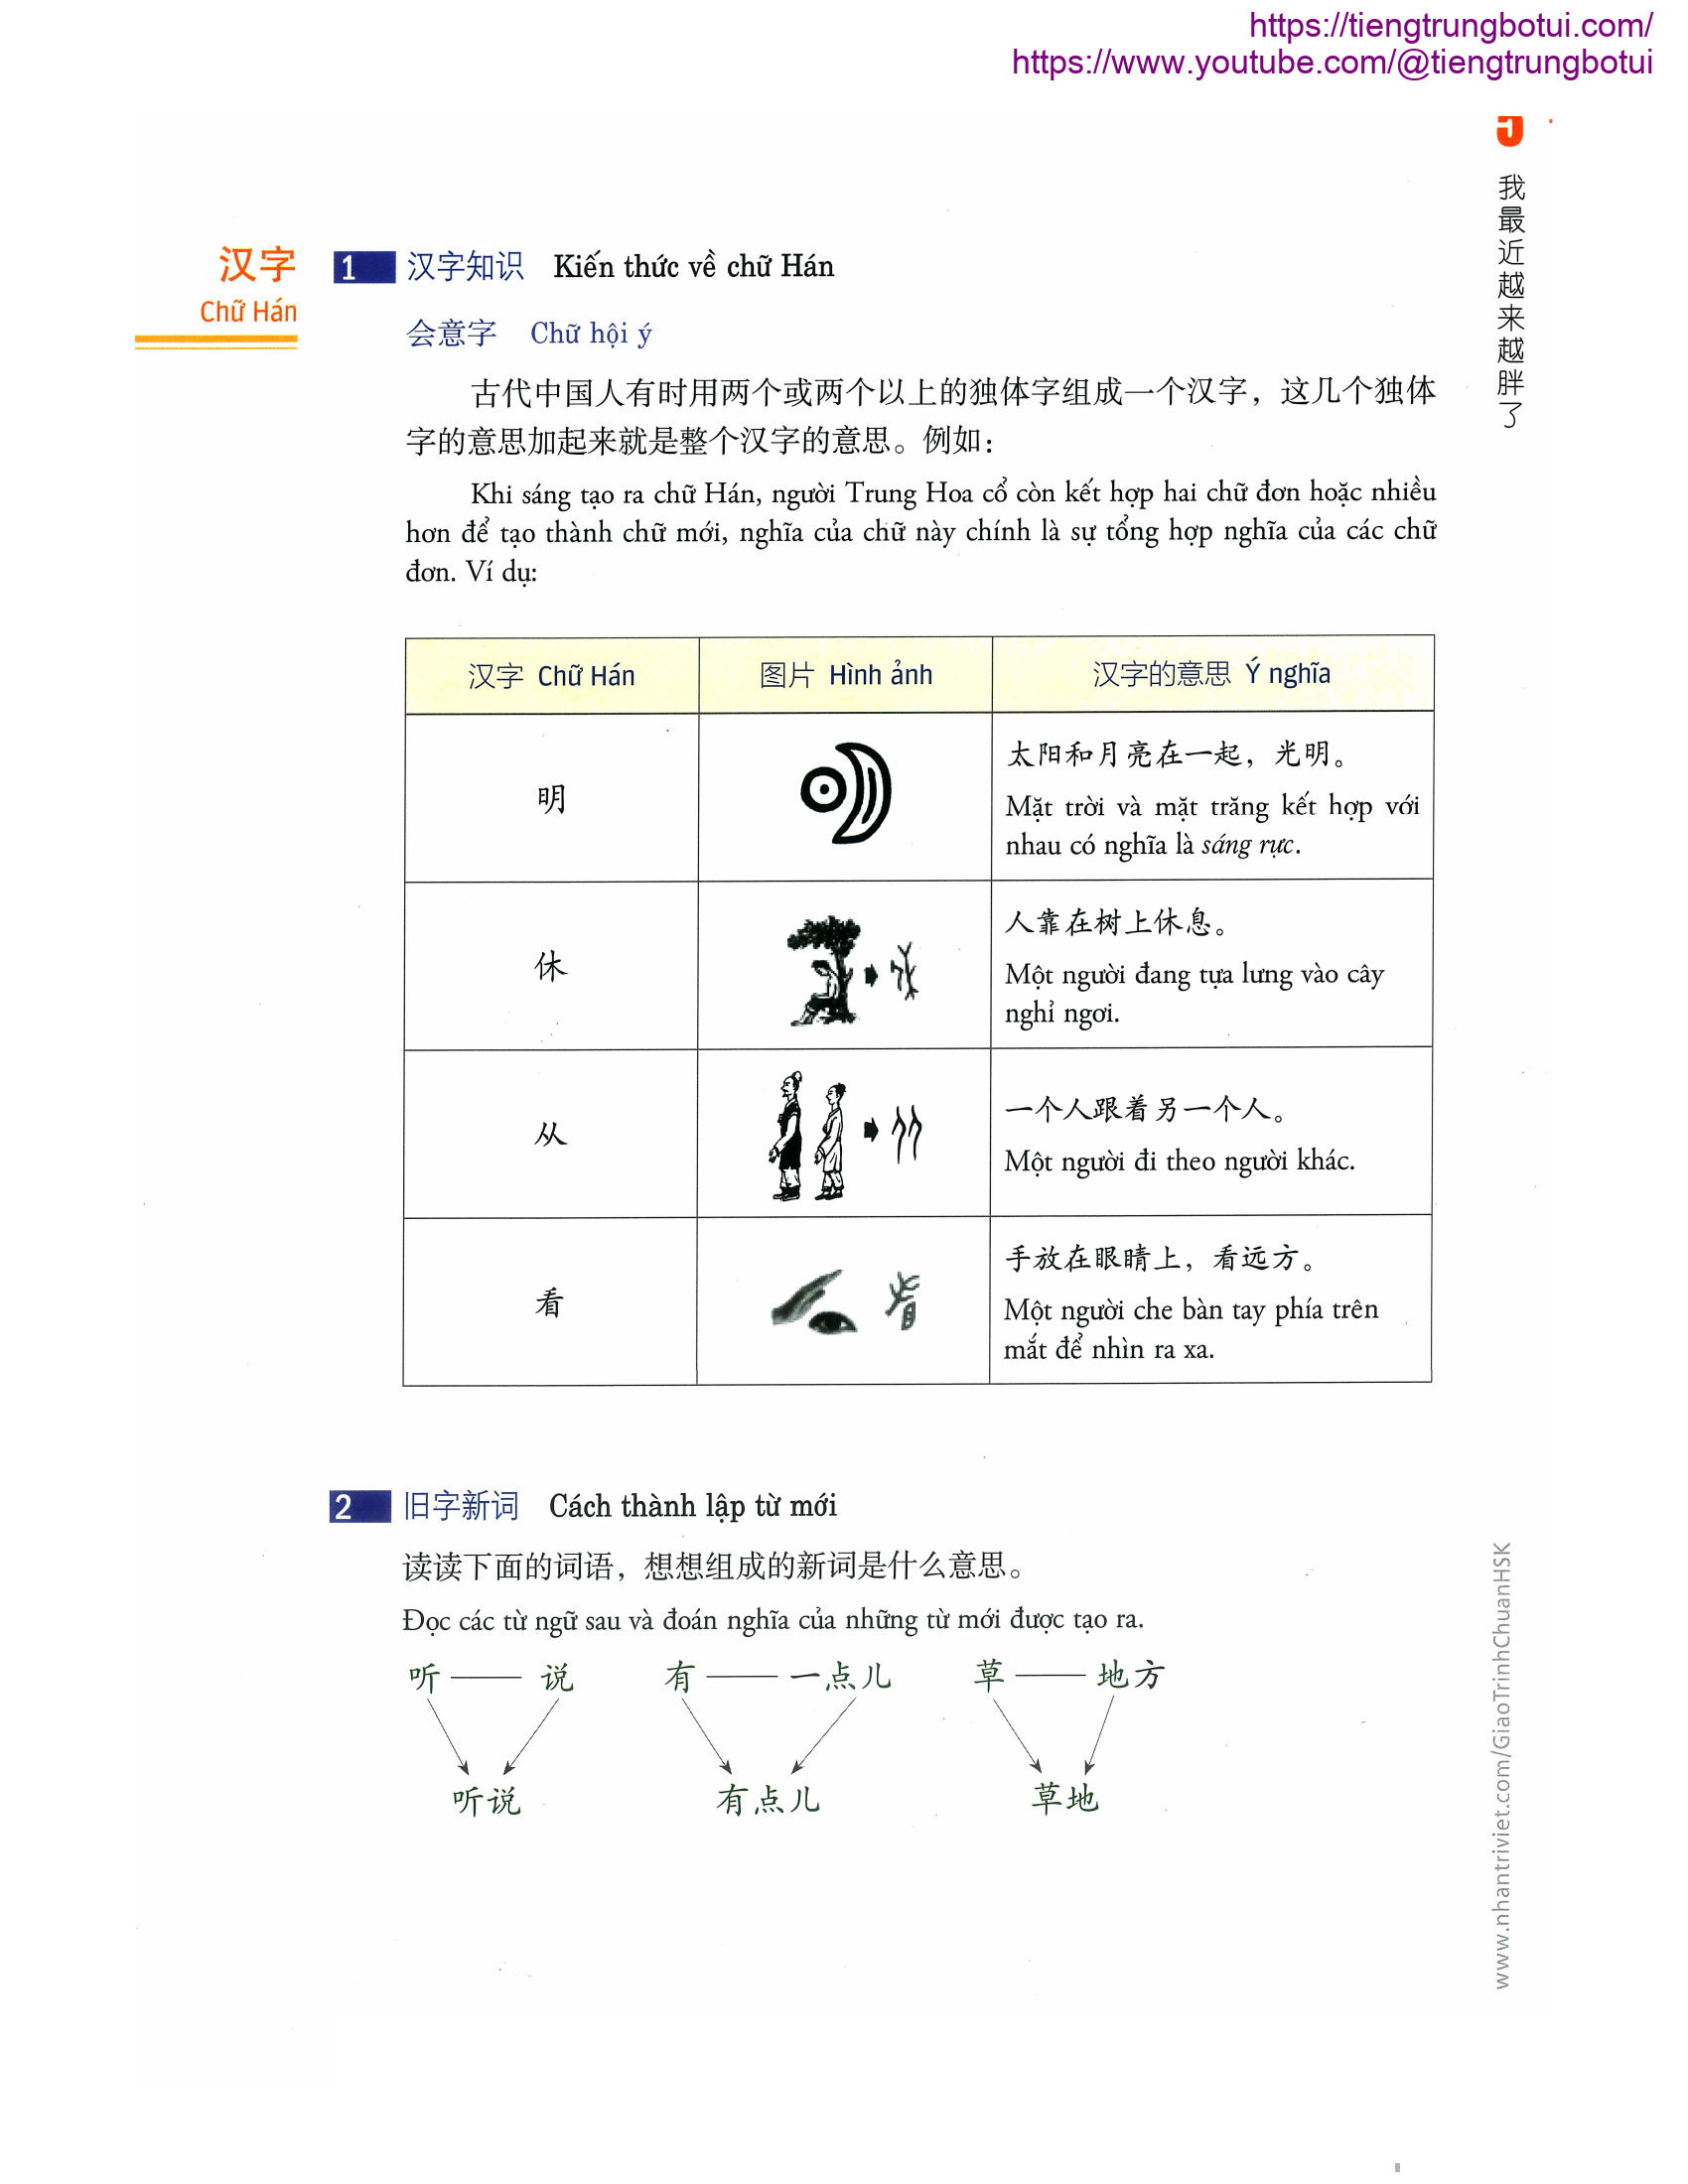 https://tiengtrungbotui.com/
https://www.youtube.com/@tiengtrungbotui
5
我最近越来越胖了
汉字
Chữ Hán
1 汉字知识 Kiến thức về chữ Hán
会意字 Chữ hội ý
古代中国人有时用两个或两个以上的独体字组成一个汉字，这几个独体
字的意思加起来就是整个汉字的意思。例如：
Khi sáng tạo ra chữ Hán, người Trung Hoa cổ còn kết hợp hai chữ đơn hoặc nhiều
hơn để tạo thành chữ mới, nghĩa của chữ này chính là sự tổng hợp nghĩa của các chữ
đơn. Ví dụ:
汉字 Chữ Hán 图片 Hình ảnh 汉字的意思 Ý nghĩa
明
太阳和月亮在一起，光明。
Mặt trời và mặt trăng kết hợp với
nhau có nghĩa là sáng rực.
休
人靠在树上休息。
Một người đang tựa lưng vào cây
nghỉ ngơi.
从
一个人跟着另一个人。
Một người đi theo người khác.
看
手放在眼睛上，看远方。
Một người che bàn tay phía trên
mắt để nhìn ra xa.
2 旧字新词 Cách thành lập từ mới
读读下面的词语，想想组成的新词是什么意思。
Đọc các từ ngữ sau và đoán nghĩa của những từ mới được tạo ra.
听 —— 说 有 —— 一点儿 草 —— 地方
听说 有点儿 草地
www.nhantriviet.com/GiaoTrinhChuanHSK